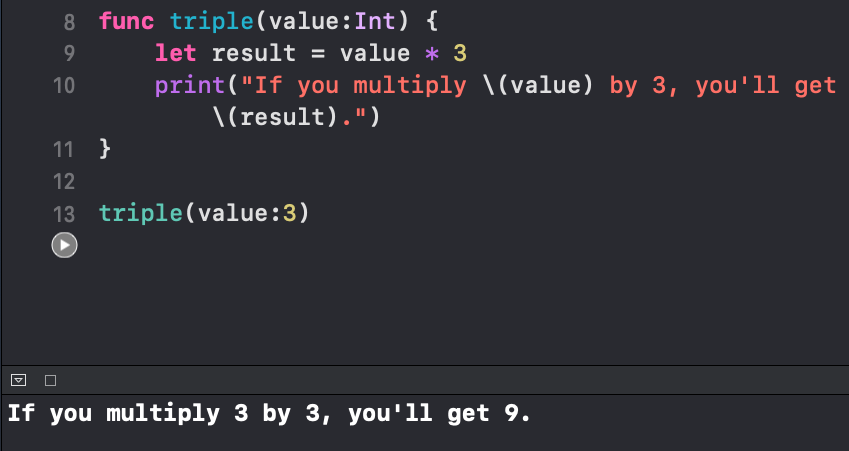 8 func triple(value:Int) {
9 let result = value * 3
10 print("If you multiply \(value) by 3, you'll get
\(result).")
11 }
12
13 triple(value:3)
If you multiply 3 by 3, you'll get 9.